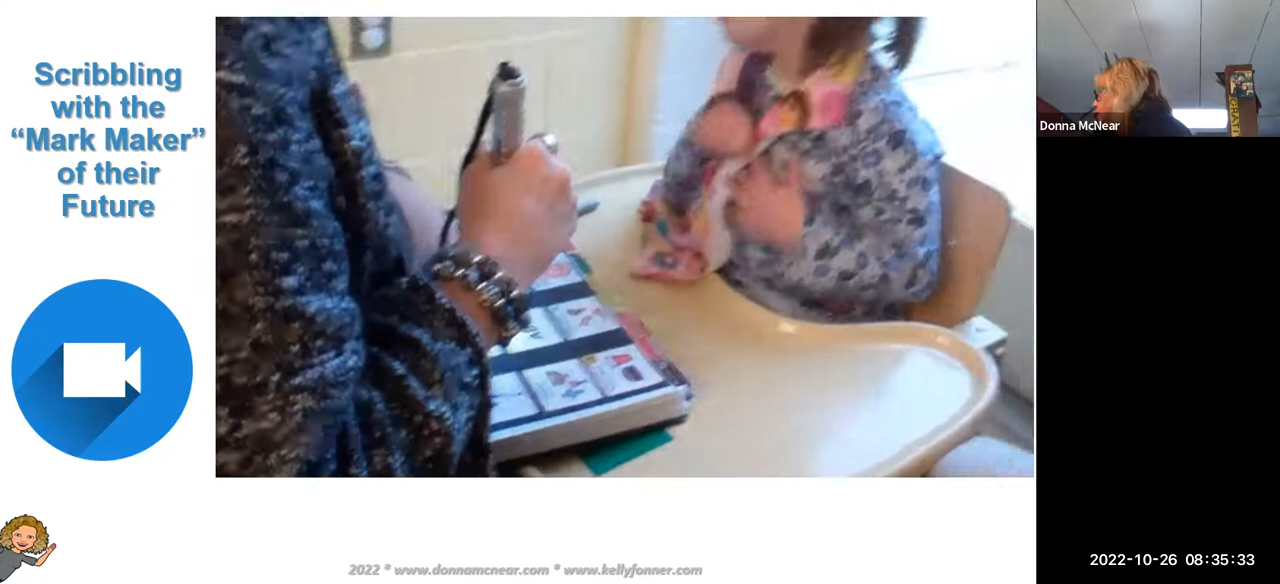 Scribbling
with the
“Mark Maker”
of their
Future
Donna McNear
2022 * www.donnamcnear.com * www.kellyfonner.com
2022-10-26 08:35:33